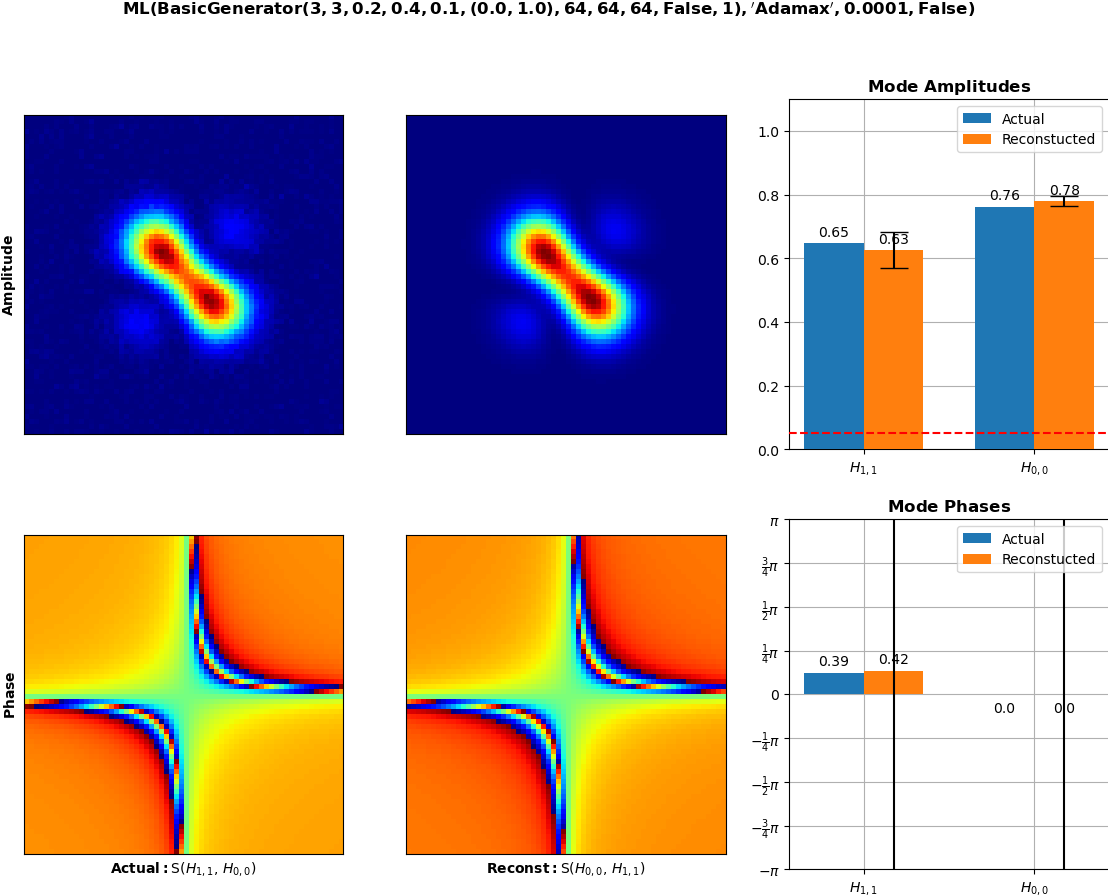 ML(BasicGenerator(3, 3, 0.2, 0.4, 0.1, (0.0, 1.0), 64, 64, 64, False, 1), 'Adamax', 0.0001, False)
Amplitude
Mode Amplitudes
Actual
Reconstucted
1.0
0.8
0.6
0.4
0.2
0.0
0.65
0.63
0.76
0.78
H1, 1
H0, 0
Phase
Actual: S(H1, 1, H0, 0)
Reconst: S(H0, 0, H1, 1)
Mode Phases
Actual
Reconstucted
π
3/4π
1/2π
1/4π
0
−1/4π
−1/2π
−3/4π
−π
0.39
0.42
0.0
0.0
H1, 1
H0, 0